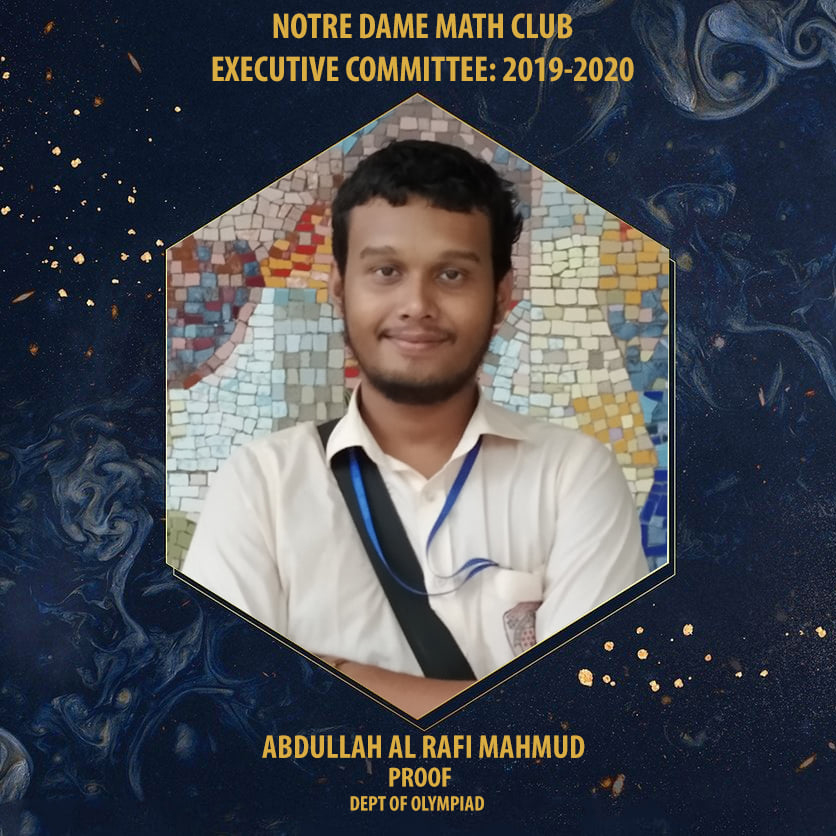 NOTRE DAME MATH CLUB
EXECUTIVE COMMITTEE: 2019-2020
ABDULLAH AL RAFI MAHMUD
PROOF
DEPT OF OLYMPIAD